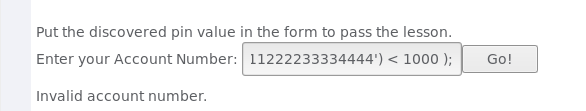 Put the discovered pin value in the form to pass the lesson.
Enter your Account Number: 11222233334444') < 1000 ); Go!
Invalid account number.